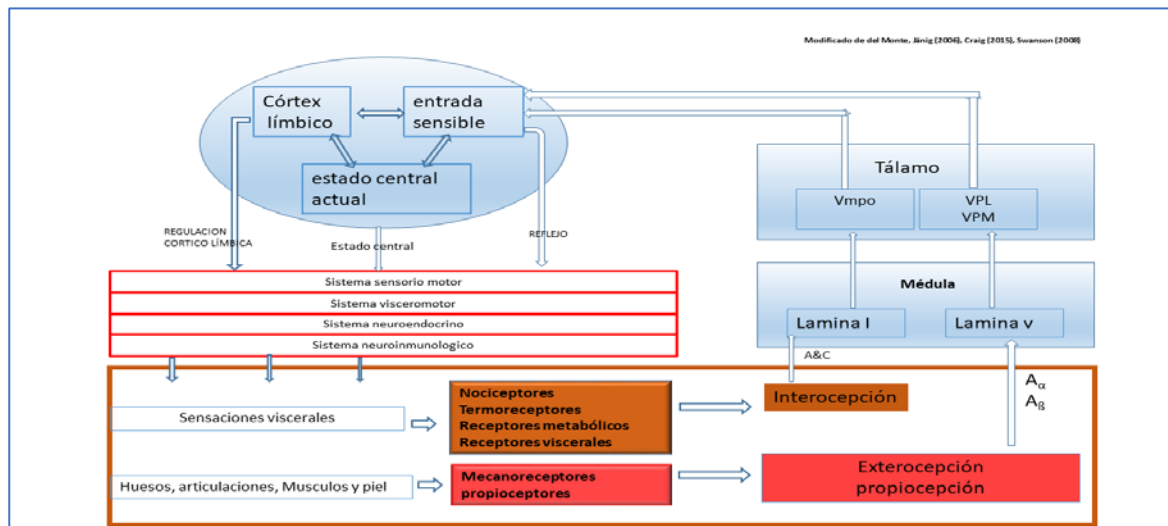 Modificado de del Monte, Jänig (2006), Craig (2015), Swanson (2008)
Córtex
límbico
entrada
sensible
estado central
actual
REGULACION
CORTICO LÍMBICA
Estado central
REFLEJO
Tálamo
Vmpo
VPL
VPM
Médula
Lamina I
Lamina v
A&C
Aα
Aß
Sistema sensorio motor
Sistema visceromotor
Sistema neuroendocrino
Sistema neuroinmunologico
Sensaciones viscerales
Nociceptores
Termoreceptores
Receptores metabólicos
Receptores viscerales
Interocepción
Huesos, articulaciones, Musculos y piel
Mecanoreceptores
propioceptores
Exterocepción
propiocepción